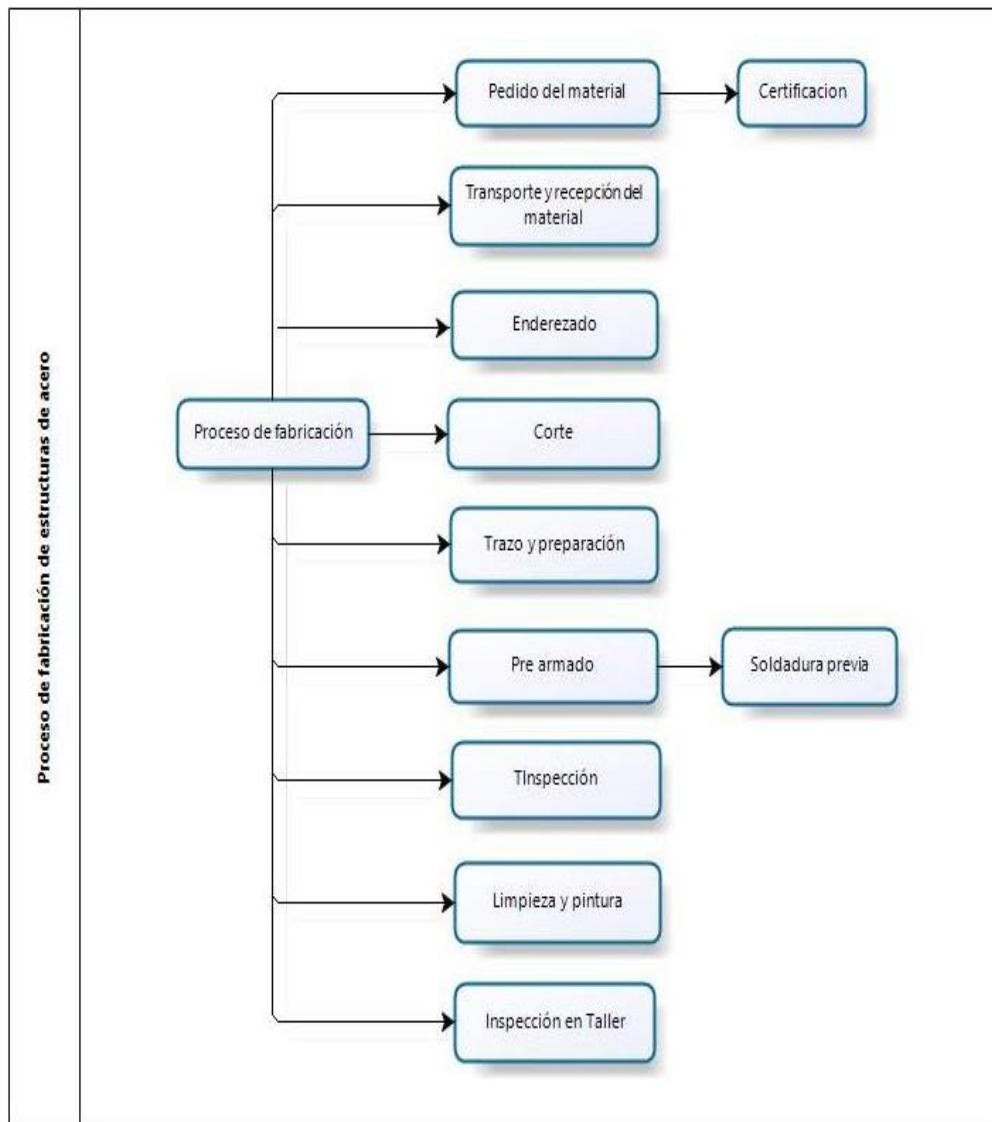 Proceso de fabricación de estructuras de acero
Pedido del material
Certificacion
Transporte y recepción del
material
Enderezado
Proceso de fabricación
Corte
Trazo y preparación
Pre armado
Soldadura previa
TInspección
Limpieza y pintura
Inspección en Taller